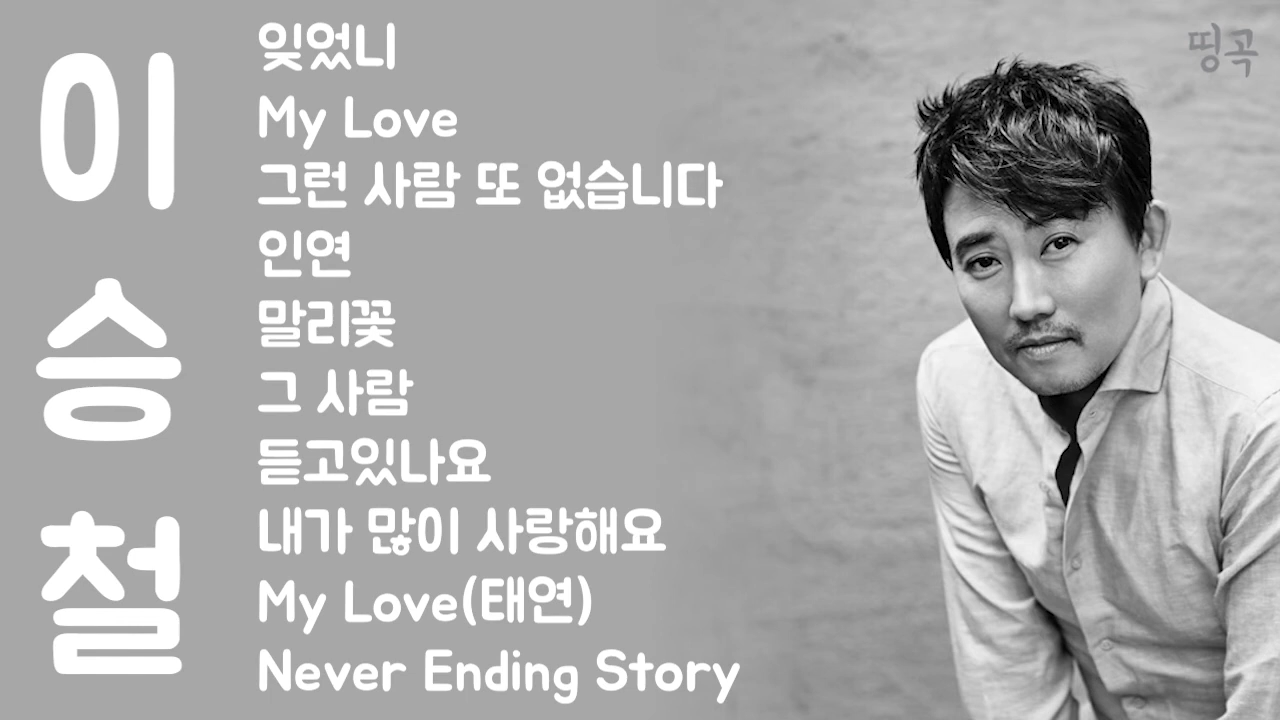 이승철
잊었니
My Love
그런 사람 또 없습니다
인연
말리꽃
그 사람
듣고있나요
내가 많이 사랑해요
My Love(태연)
Never Ending Story
띵곡